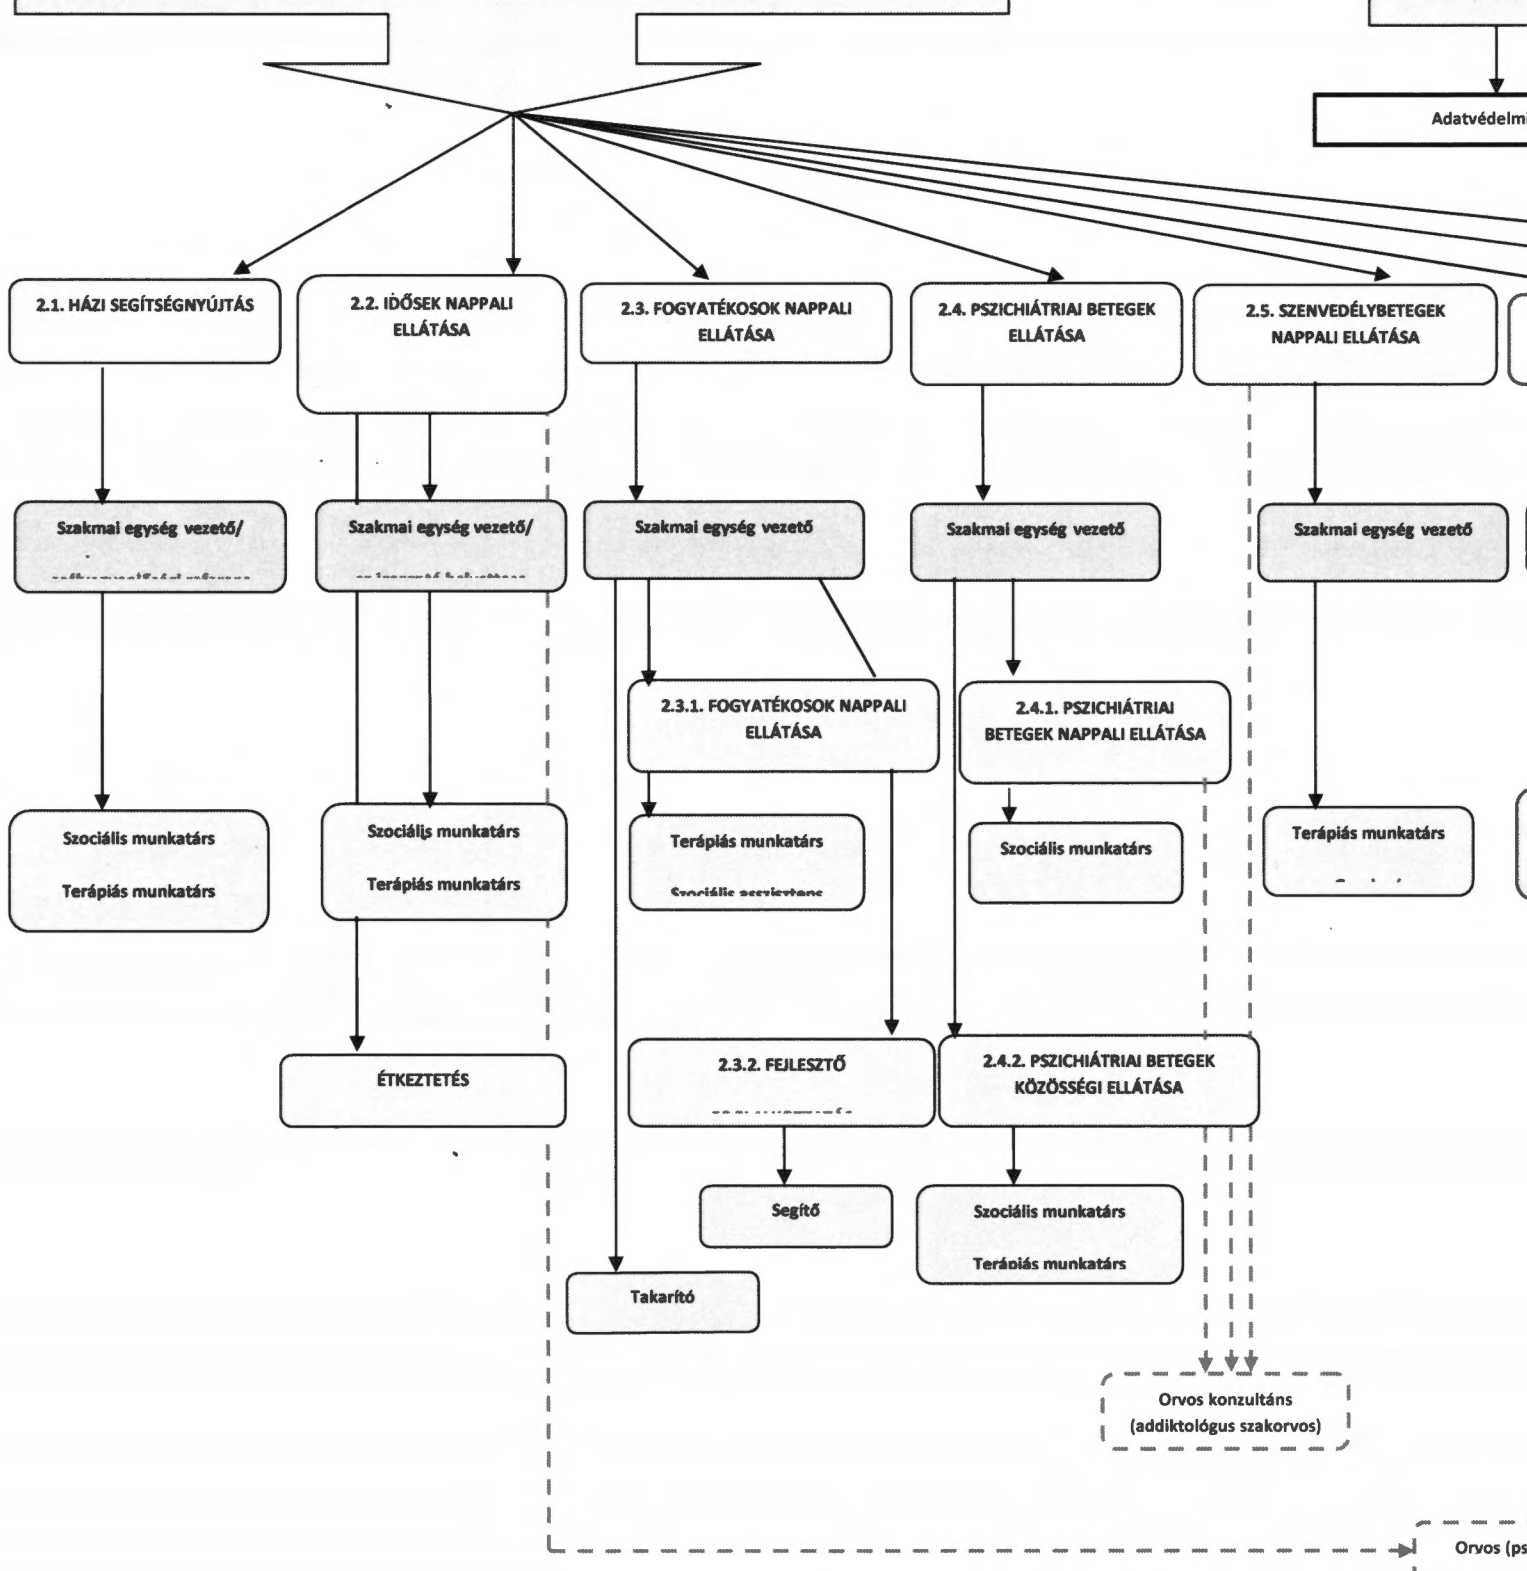 Adatvédelmi
2.1. HÁZI SEGÍTSÉGNYÚJTÁS
2.2. IDŐSEK NAPPALI
ELLÁTÁSA
2.3. FOGYATÉKOSOK NAPPALI
ELLÁTÁSA
2.4. PSZICHIÁTRIAI BETEGEK
ELLÁTÁSA
2.5. SZENVEDÉLYBETEGEK
NAPPALI ELLÁTÁSA
Szakmai egység vezető/
Szakmai egység vezető/
Szakmai egység vezető
Szakmai egység vezető
Szakmai egység vezető
2.3.1. FOGYATÉKOSOK NAPPALI
ELLÁTÁSA
2.4.1. PSZICHIÁTRIAI
BETEGEK NAPPALI ELLÁTÁSA
Szociális munkatárs
Terápiás munkatárs
Szociális munkatárs
Terápiás munkatárs
Terápiás munkatárs
Szociális asszisztens
Szociális munkatárs
Terápiás munkatárs
ÉTKEZTETÉS
2.3.2. FEJLESZTŐ
2.4.2. PSZICHIÁTRIAI BETEGEK
KÖZÖSSÉGI ELLÁTÁSA
Segítő
Szociális munkatárs
Terápiás munkatárs
Takarító
Orvos konzultáns
(addiktológus szakorvos)
Orvos (ps